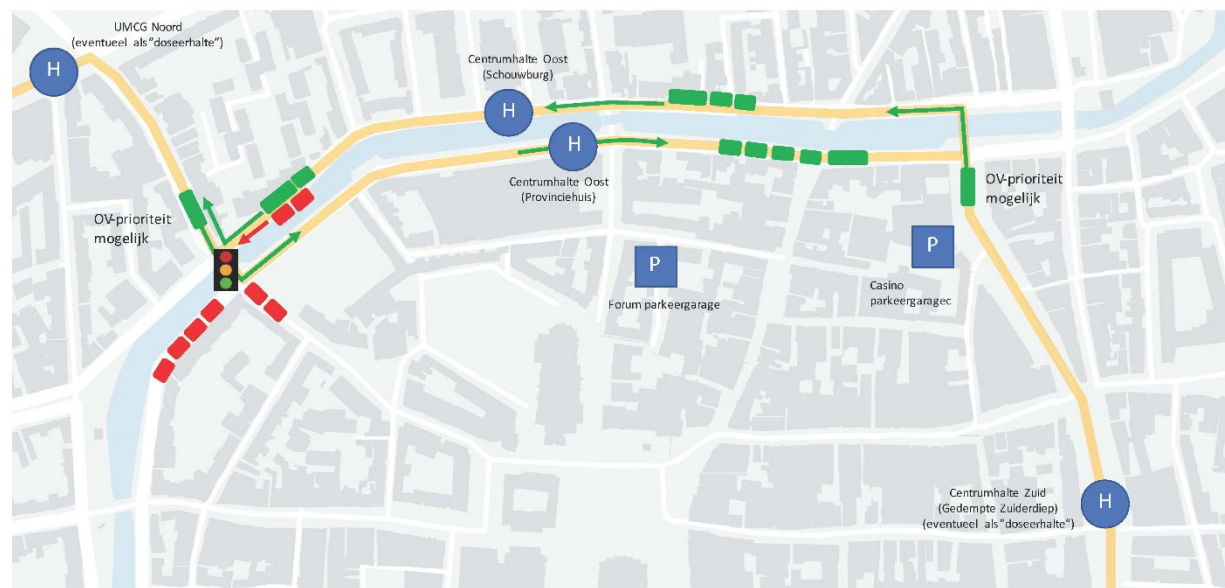 UMCG Noord
(eventueel als"doseerhalte")
H
Centrumhalte Oost
(Schouwburg)
H
H
Centrumhalte Oost
(Provinciehuis)
OV-prioriteit
mogelijk
OV-prioriteit
mogelijk
P
Forum parkeergarage
P
Casino
parkeergaragec
Centrumhalte Zuid
(Gedempte Zuiderdiep)
(eventueel als"doseerhalte")
H